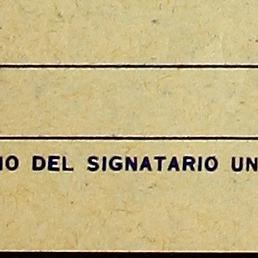 IO DEL SIGNATARIO UN